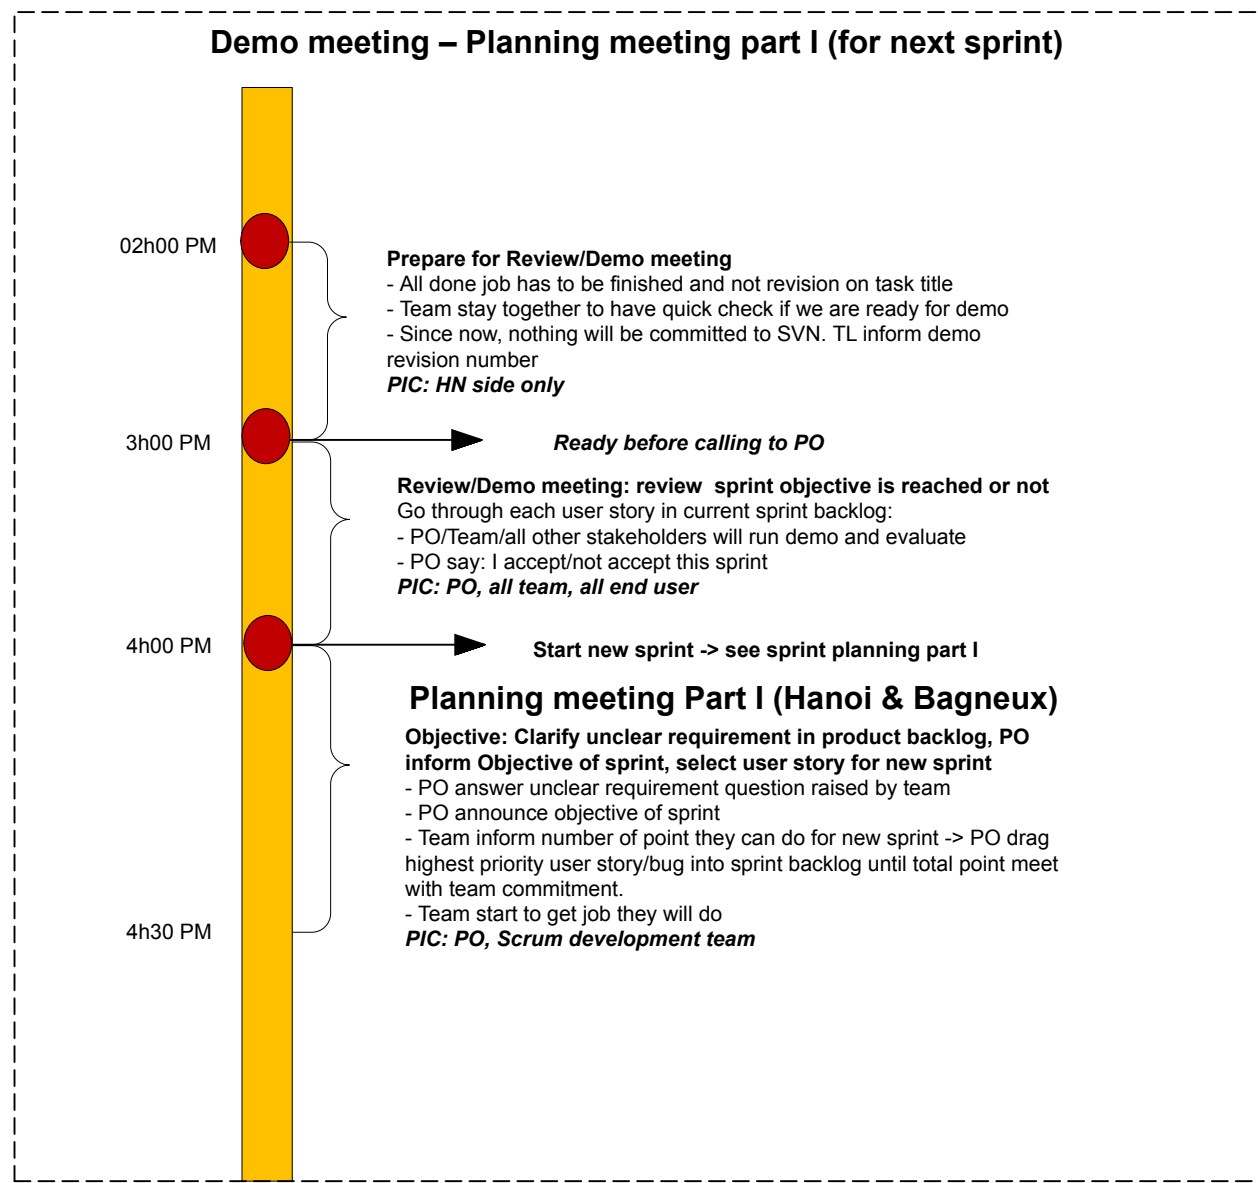 Demo meeting – Planning meeting part I (for next sprint)
02h00 PM
Prepare for Review/Demo meeting
- All done job has to be finished and not revision on task title
- Team stay together to have quick check if we are ready for demo
- Since now, nothing will be committed to SVN. TL inform demo
revision number
PIC: HN side only
3h00 PM
Ready before calling to PO
Review/Demo meeting: review  sprint objective is reached or not
Go through each user story in current sprint backlog:
- PO/Team/all other stakeholders will run demo and evaluate
- PO say: I accept/not accept this sprint
PIC: PO, all team, all end user
4h00 PM
Start new sprint -> see sprint planning part I
Planning meeting Part I (Hanoi & Bagneux)
Objective: Clarify unclear requirement in product backlog, PO
inform Objective of sprint, select user story for new sprint
- PO answer unclear requirement question raised by team
- PO announce objective of sprint
- Team inform number of point they can do for new sprint -> PO drag
highest priority user story/bug into sprint backlog until total point meet
with team commitment.
- Team start to get job they will do
4h30 PM
PIC: PO, Scrum development team